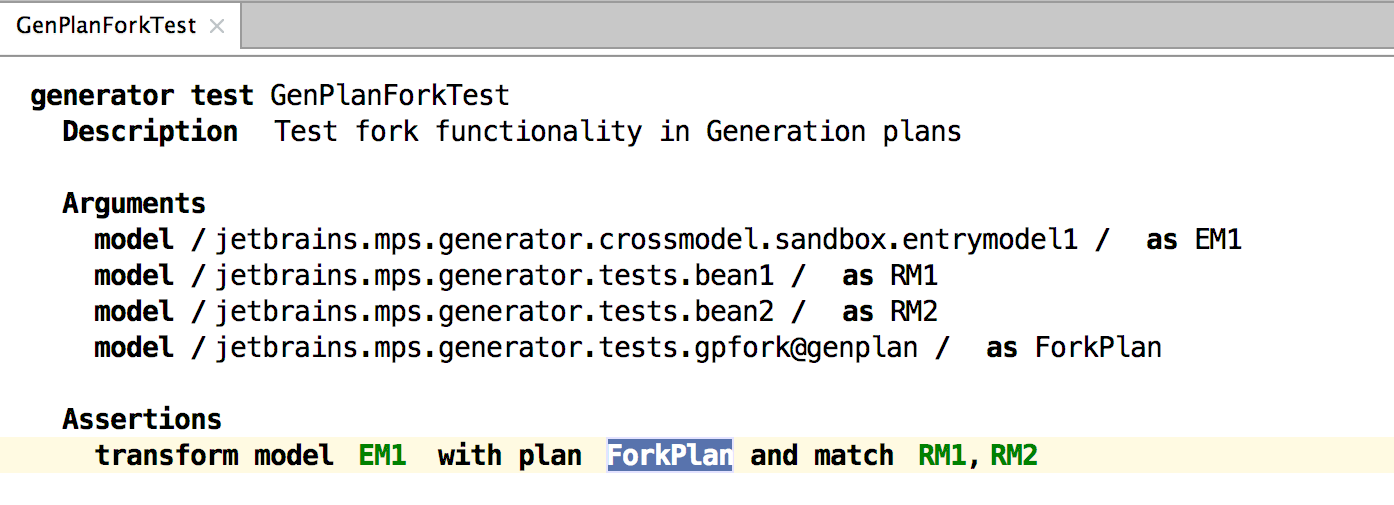 GenPlanForkTest ×
generator test GenPlanForkTest
Description Test fork functionality in Generation plans
Arguments
model / jetbrains.mps.generator.crossmodel.sandbox.entrymodel1 / as EM1
model / jetbrains.mps.generator.tests.bean1 / as RM1
model / jetbrains.mps.generator.tests.bean2 / as RM2
model / jetbrains.mps.generator.tests.gpfork@genplan / as ForkPlan
Assertions
transform model EM1 with plan ForkPlan and match RM1, RM2